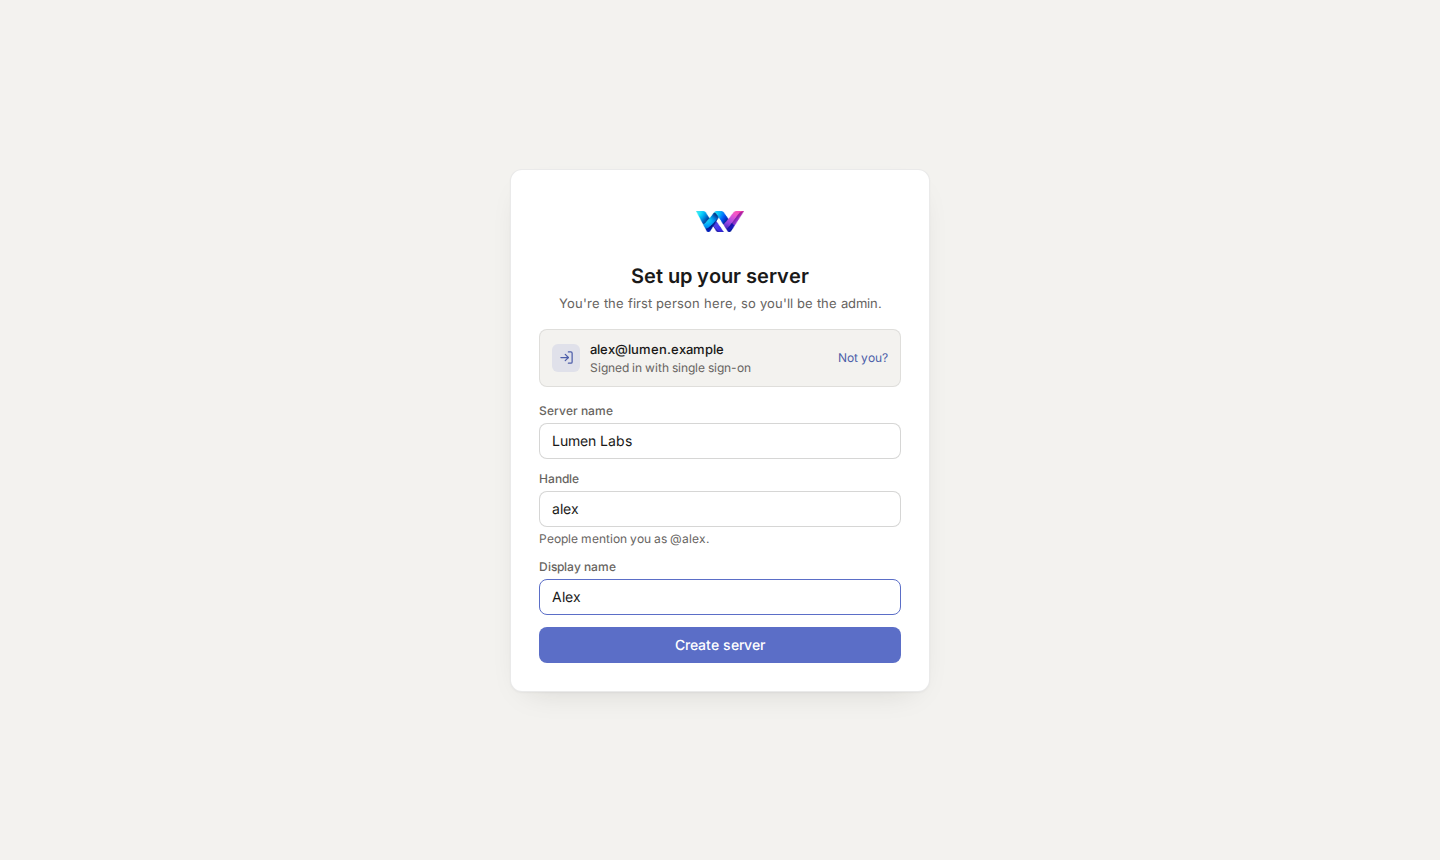 Set up your server
You're the first person here, so you'll be the admin.
alex@lumen.example
Signed in with single sign-on
Not you?
Server name
Lumen Labs
Handle
alex
People mention you as @alex.
Display name
Alex
Create server